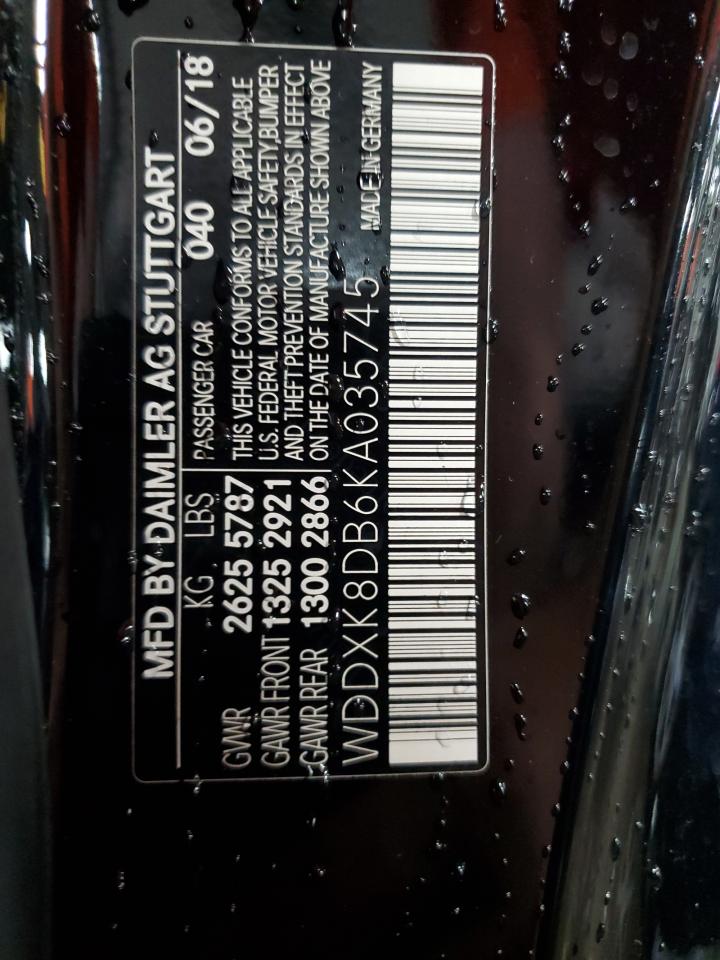 MFD BY DAIMLER AG STUTTGART
KG LBS PASSENGER CAR 040 06/18
GVWR 2625 5787 THIS VEHICLE CONFORMS TO ALL APPLICABLE
GAWR FRONT 1325 2921 U.S. FEDERAL MOTOR VEHICLE SAFETY, BUMPER
GAWR REAR 1300 2866 AND THEFT PREVENTION STANDARDS IN EFFECT
ON THE DATE OF MANUFACTURE SHOWN ABOVE
WDDXK8DB6KA035745 MADE IN GERMANY